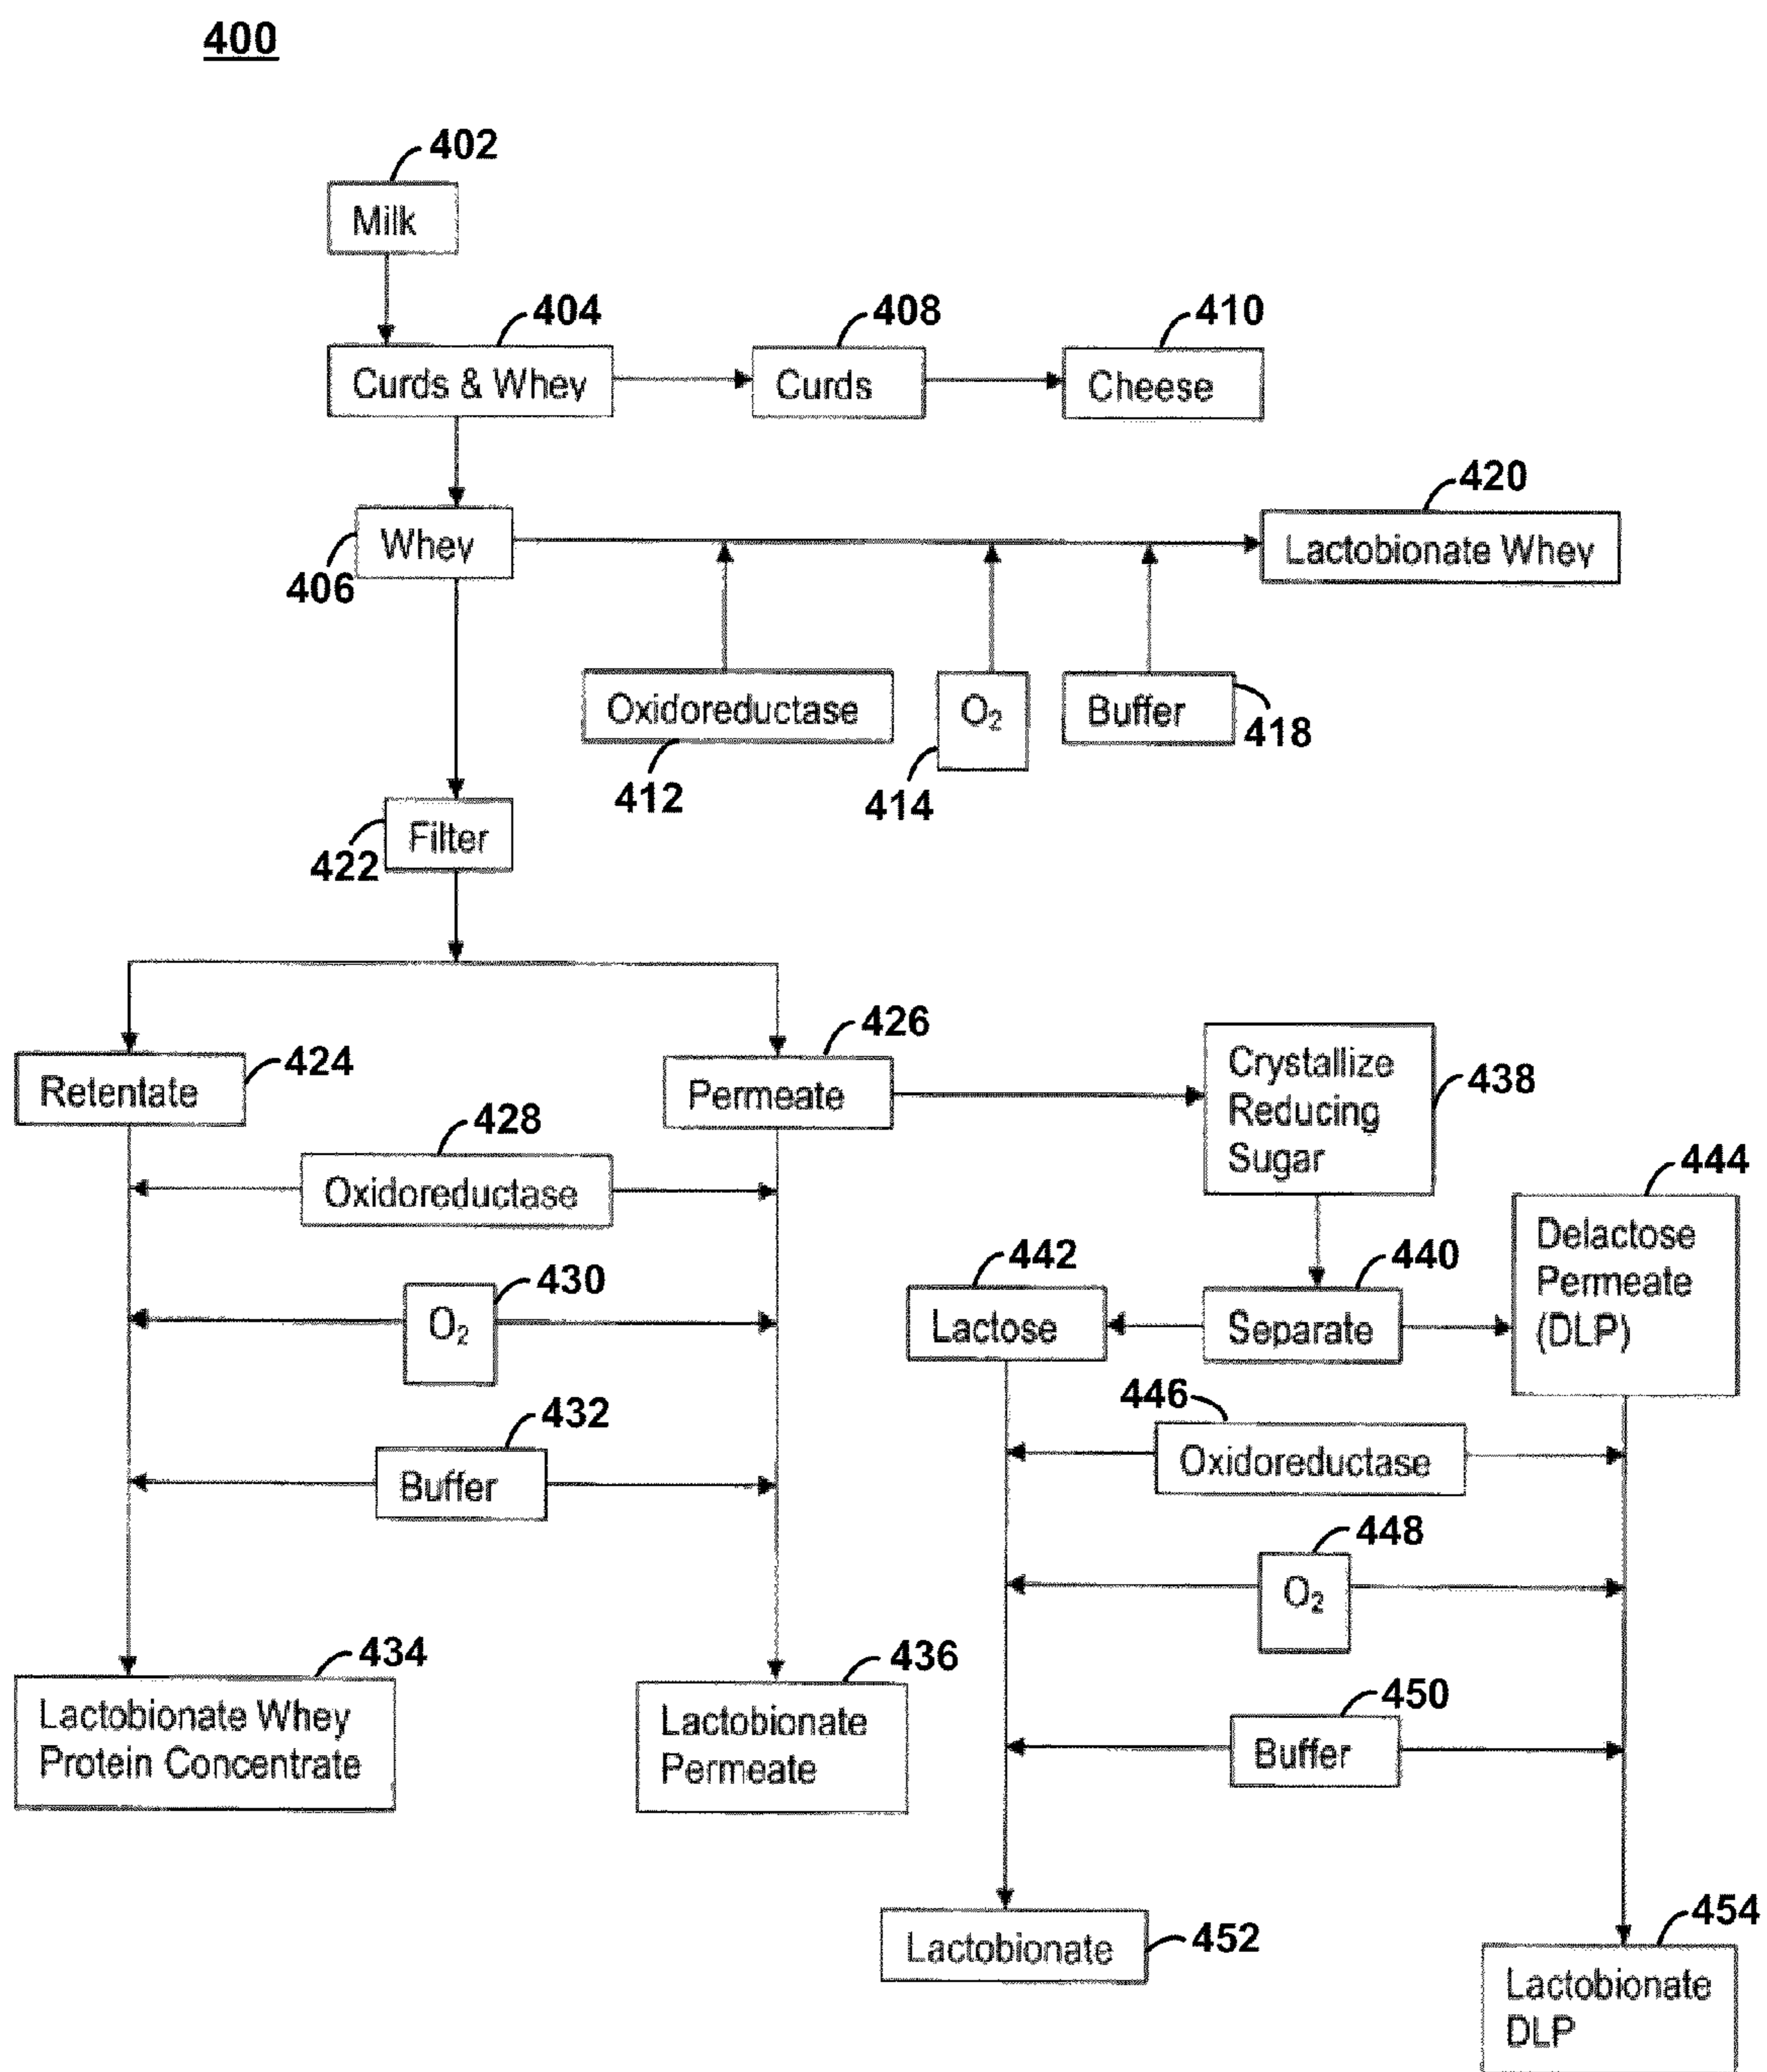 400
402
Milk
404
408
410
Curds & Whey
Curds
Cheese
420
Whey
Lactobionate Whey
406
Oxidoreductase
O₂
Buffer
418
412
414
Filter
422
426
424
Retentate
Permeate
Crystallize
Reducing
Sugar
438
428
Oxidoreductase
444
Delactose
Permeate
(DLP)
442
440
430
O₂
Lactose
Separate
446
Oxidoreductase
432
Buffer
448
O₂
434
436
450
Lactobionate Whey
Protein Concentrate
Lactobionate
Permeate
Buffer
454
Lactobionate
452
Lactobionate
DLP